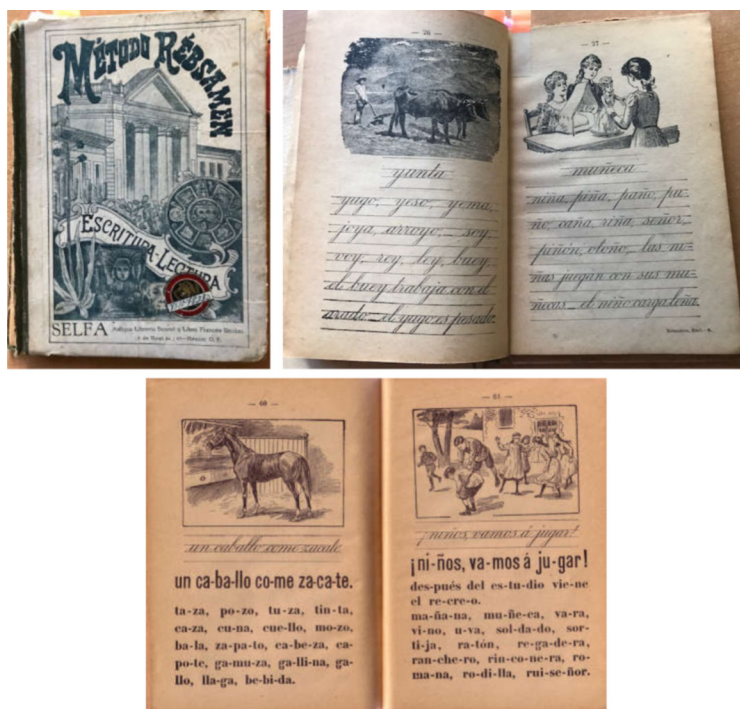 MÉTODO RÉBSAMEN
ESCRITURA-LECTURA
SELFA
— 26 —
yunta
yugo, yeso, yema,
joya, arroyo, soy
voy, rey, ley, buey
el buey trabaja con el
arado _ el yugo es pesado.
— 27 —
muñeca
niña, piña, paño, pu-
ño, caña, riña, señor,
piñón, otoño, las ni-
ñas juegan con sus mu-
ñecas _ el niño carga leña.
— 60 —
un caballo come zacate
un ca-ba-llo co-me za-ca-te.
ta-za, po-zo, tu-za, tin-ta,
ca-za, cu-na, cue-llo, mo-zo,
ba-la, za-pa-to, ca-be-za, ca-
po-te, ga-mu-za, ga-lli-na, ga-
llo, lla-ga, be-bi-da.
— 61 —
¡niños, vamos á jugar!
¡ni-ños, va-mos á ju-gar!
des-pués del es-tu-dio vie-ne
el re-cre-o.
ma-ña-na, mu-ñe-ca, va-ra,
vi-no, u-va, sol-da-do, sor-
ti-ja, ra-tón, re-ga-de-ra,
ran-che-ro, rin-co-ne-ra, ro-
ma-na, ro-di-lla, rui-se-ñor.